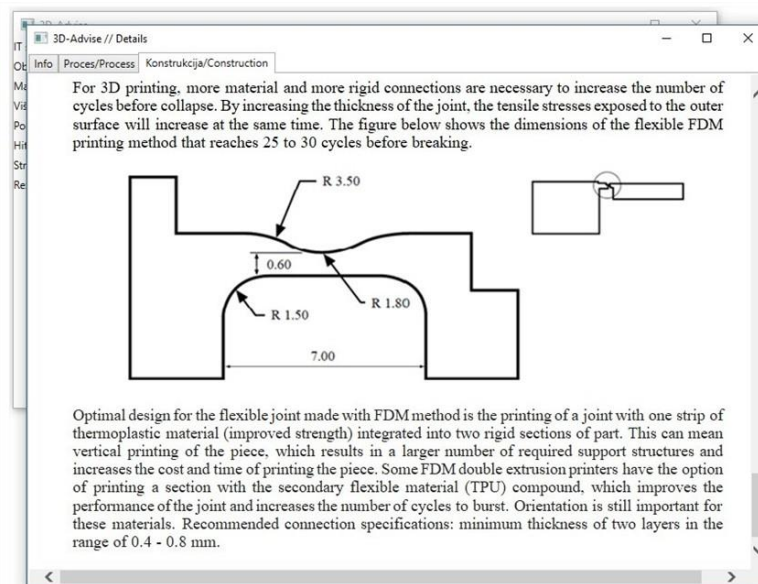 3D-Advise // Details
IT
Info Proces/Process Konstrukcija/Construction
For 3D printing, more material and more rigid connections are necessary to increase the number of
cycles before collapse. By increasing the thickness of the joint, the tensile stresses exposed to the outer
surface will increase at the same time. The figure below shows the dimensions of the flexible FDM
printing method that reaches 25 to 30 cycles before breaking.
Po
Hit
Str
Re
R 3.50
0.60
R 1.80
R 1.50
7.00
Optimal design for the flexible joint made with FDM method is the printing of a joint with one strip of
thermoplastic material (improved strength) integrated into two rigid sections of part. This can mean
vertical printing of the piece, which results in a larger number of required support structures and
increases the cost and time of printing the piece. Some FDM double extrusion printers have the option
of printing a section with the secondary flexible material (TPU) compound, which improves the
performance of the joint and increases the number of cycles to burst. Orientation is still important for
these materials. Recommended connection specifications: minimum thickness of two layers in the
range of 0.4 - 0.8 mm.